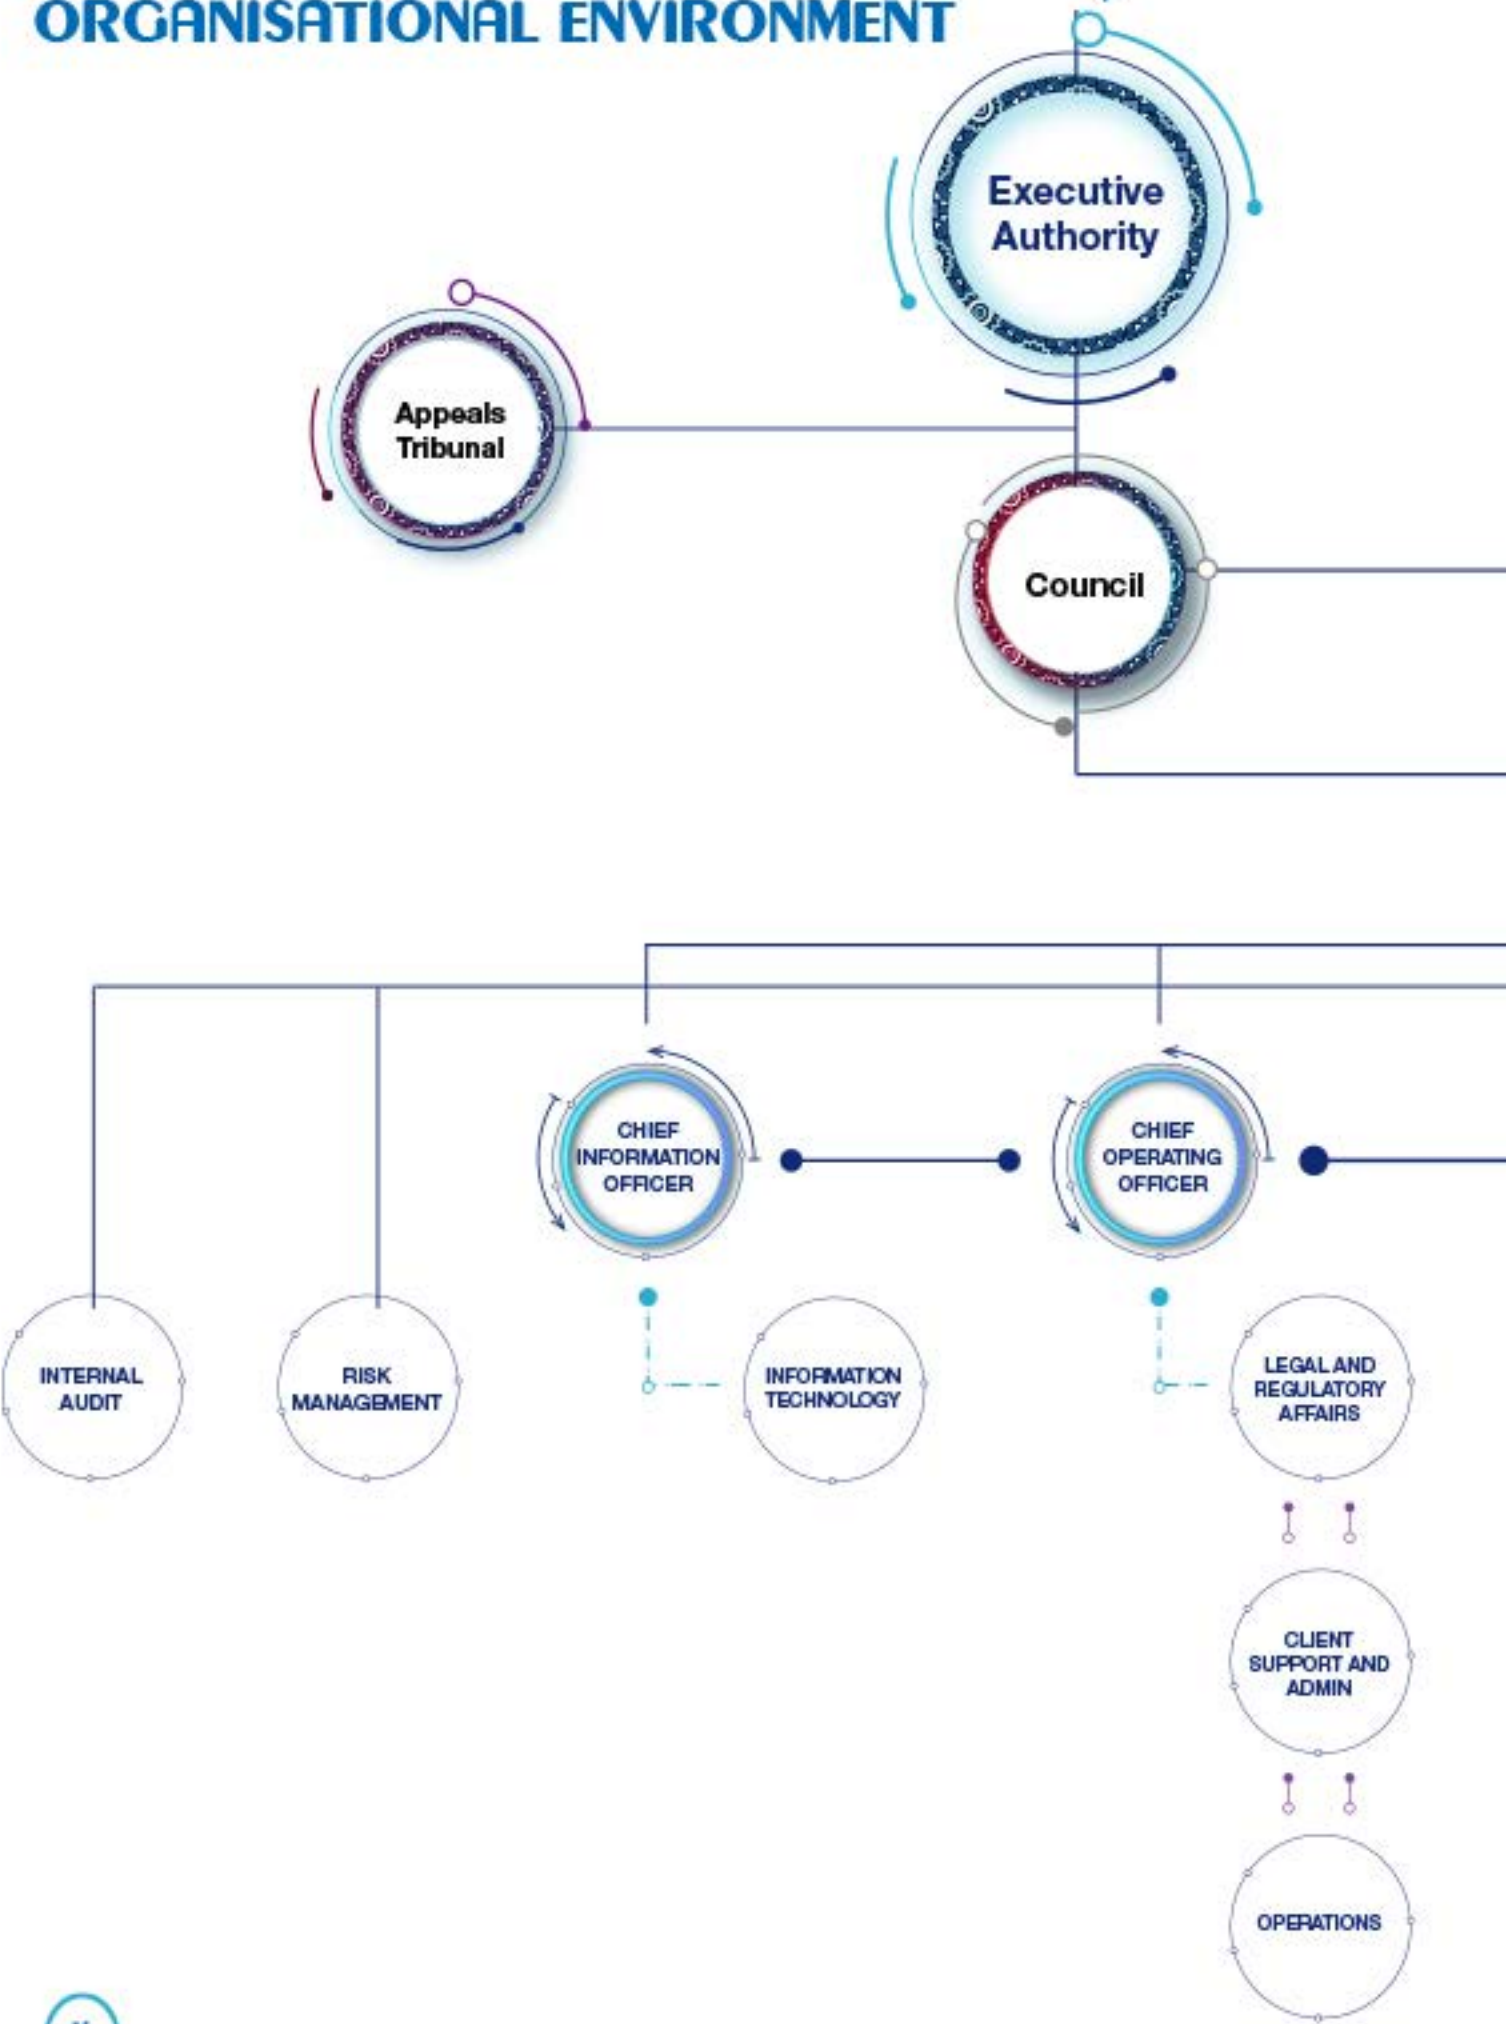 ORGANISATIONAL ENVIRONMENT
Executive
Authority
Appeals
Tribunal
Council
CHIEF
INFORMATION
OFFICER
CHIEF
OPERATING
OFFICER
INTERNAL
AUDIT
RISK
MANAGEMENT
INFORMATION
TECHNOLOGY
LEGAL AND
REGULATORY
AFFAIRS
CLIENT
SUPPORT AND
ADMIN
OPERATIONS